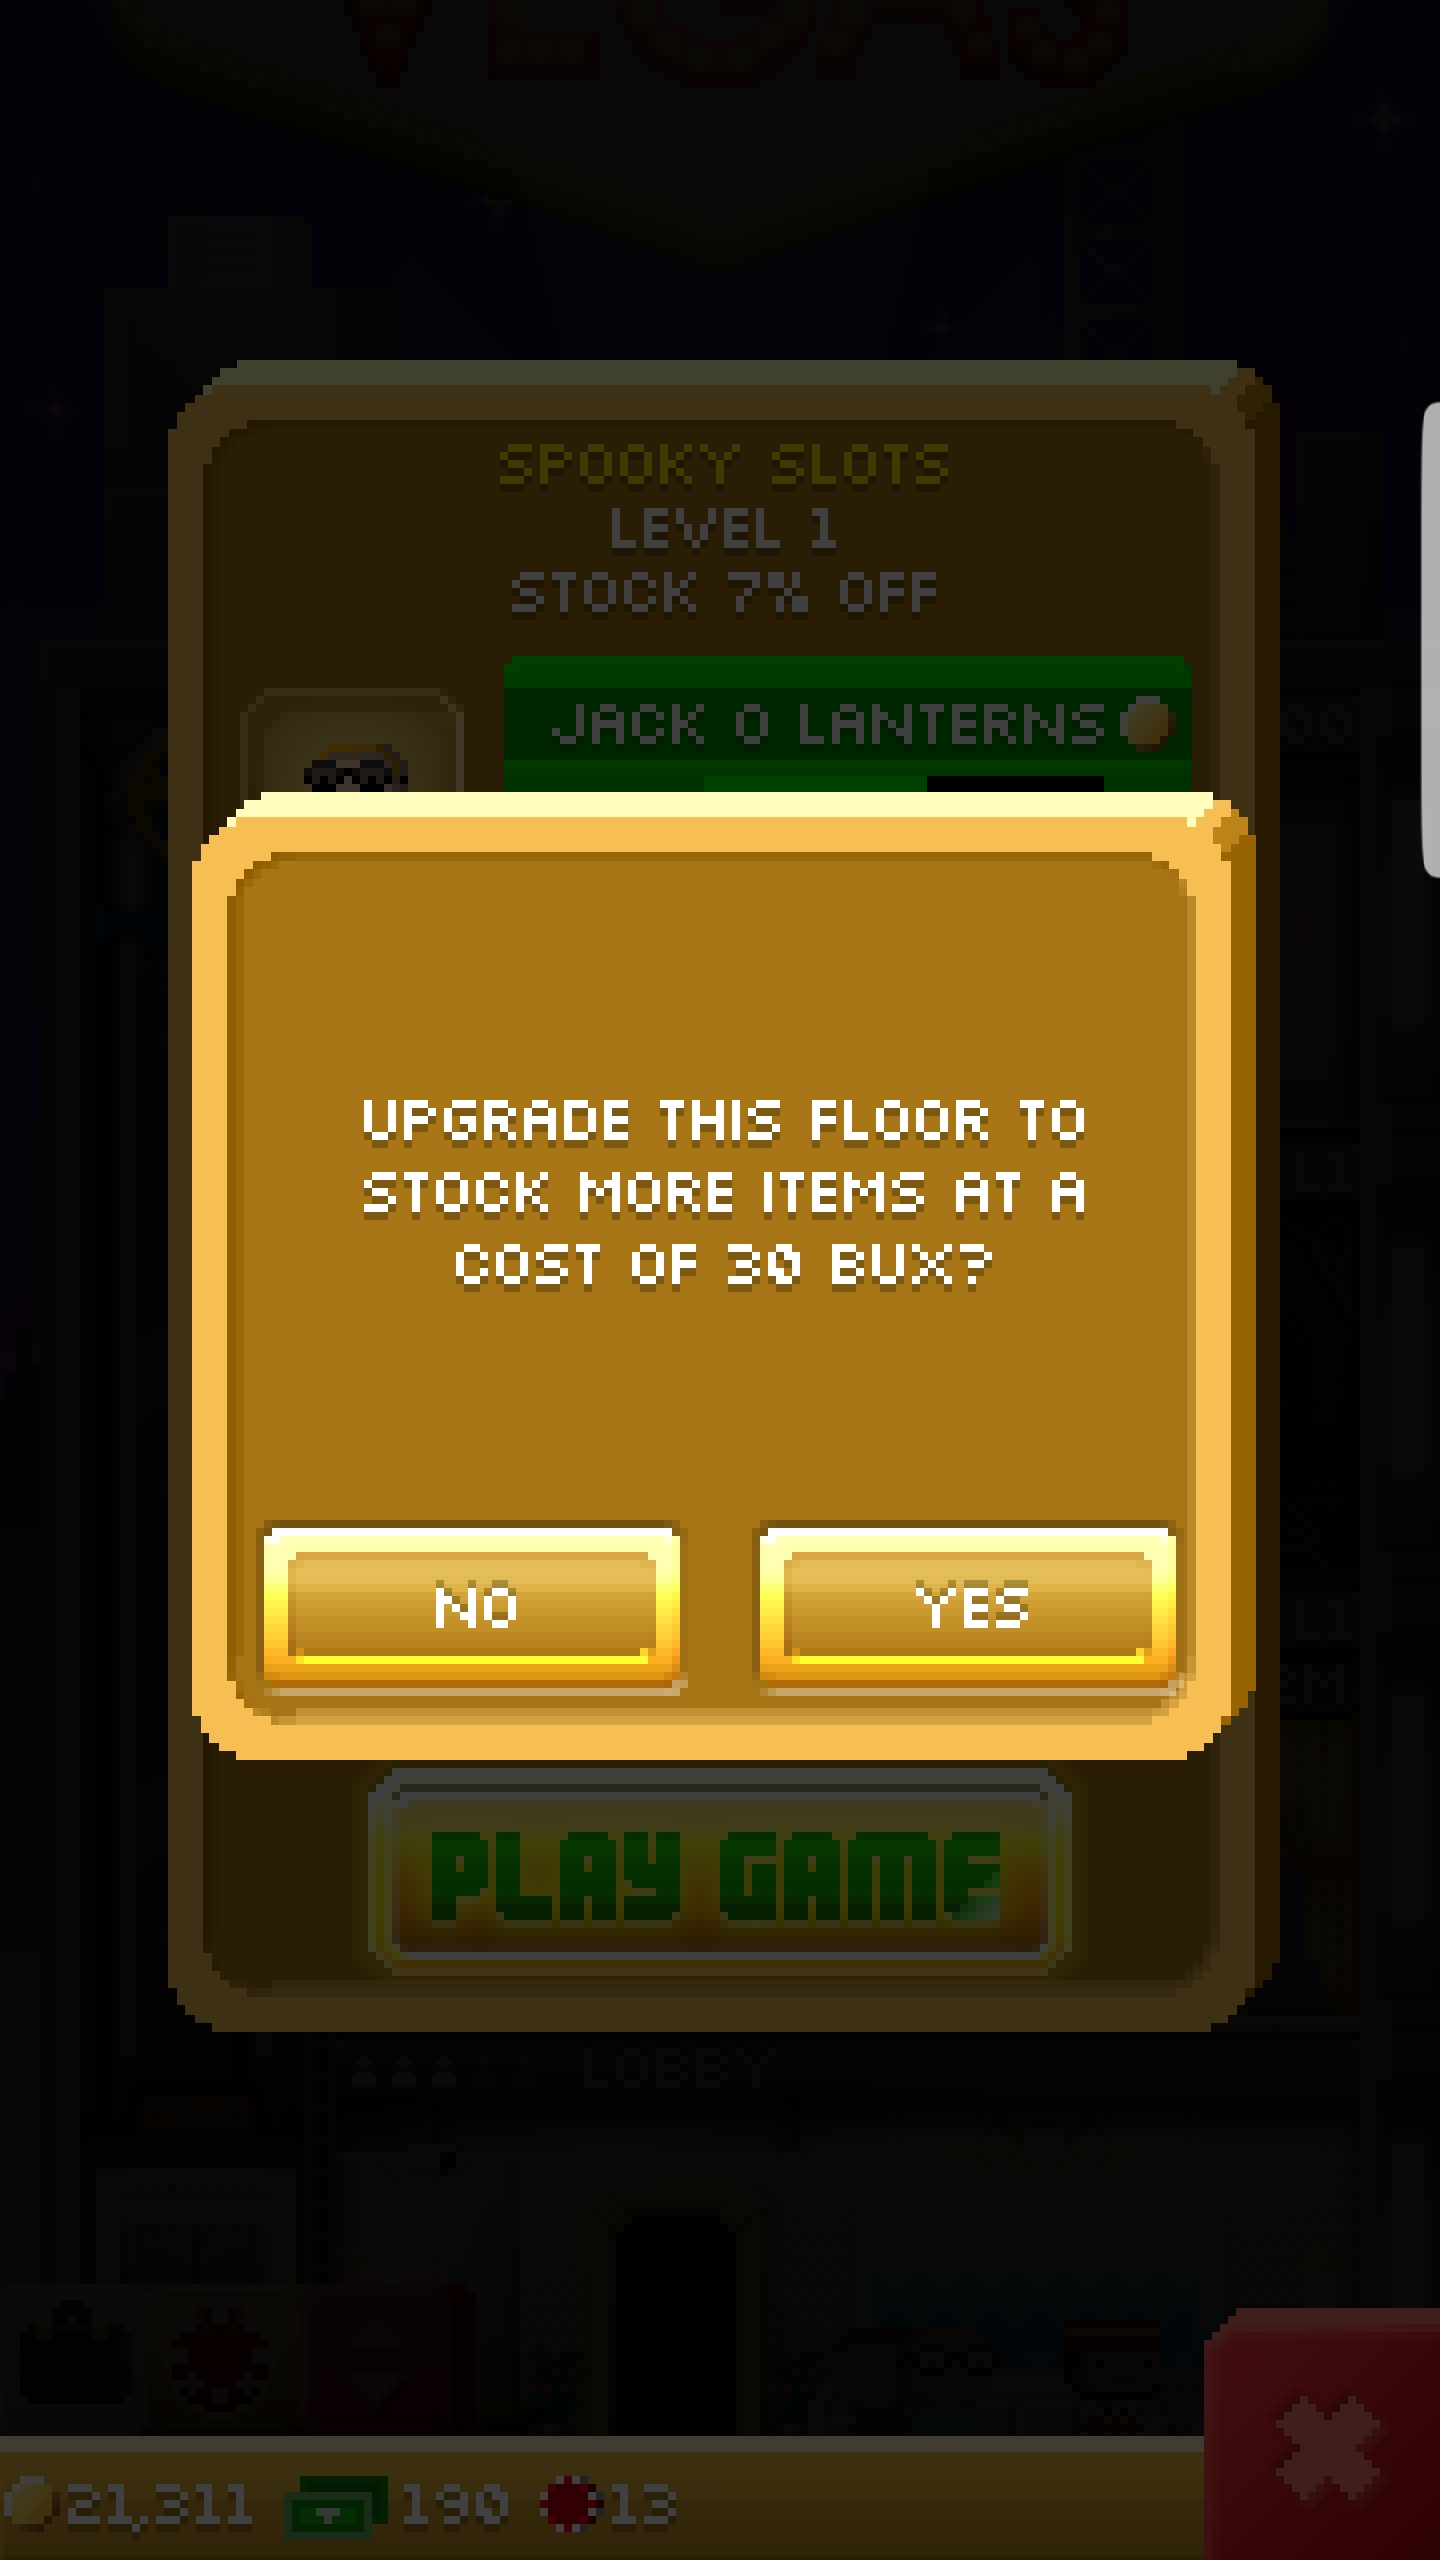 VEGAS
SPOOKY SLOTS
LEVEL 1
STOCK 7% OFF
JACK O LANTERNS
UPGRADE THIS FLOOR TO
STOCK MORE ITEMS AT A
COST OF 30 BUX?
NO
YES
PLAY GAME
LOBBY
21,311
190
13